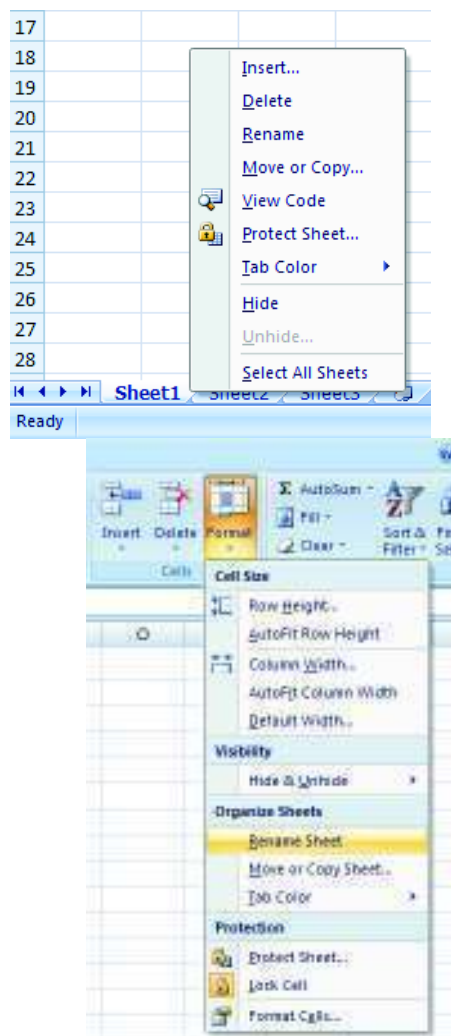 17
18
Insert...
19
Delete
20
Rename
21
Move or Copy...
22
View Code
23
Protect Sheet...
24
Tab Color
25
26
Hide
27
Unhide...
28
Select All Sheets
Sheet1 Sheet2 Sheet3
Ready
Σ AutoSum
Insert Delete Format Fill
Sort &
Clear Filter
Cells
Cell Size
Row Height...
O
AutoFit Row Height
Column Width...
AutoFit Column Width
Default Width...
Visibility
Hide & Unhide
Organize Sheets
Rename Sheet
Move or Copy Sheet...
Tab Color
Protection
Protect Sheet...
Lock Cell
Format Cells...